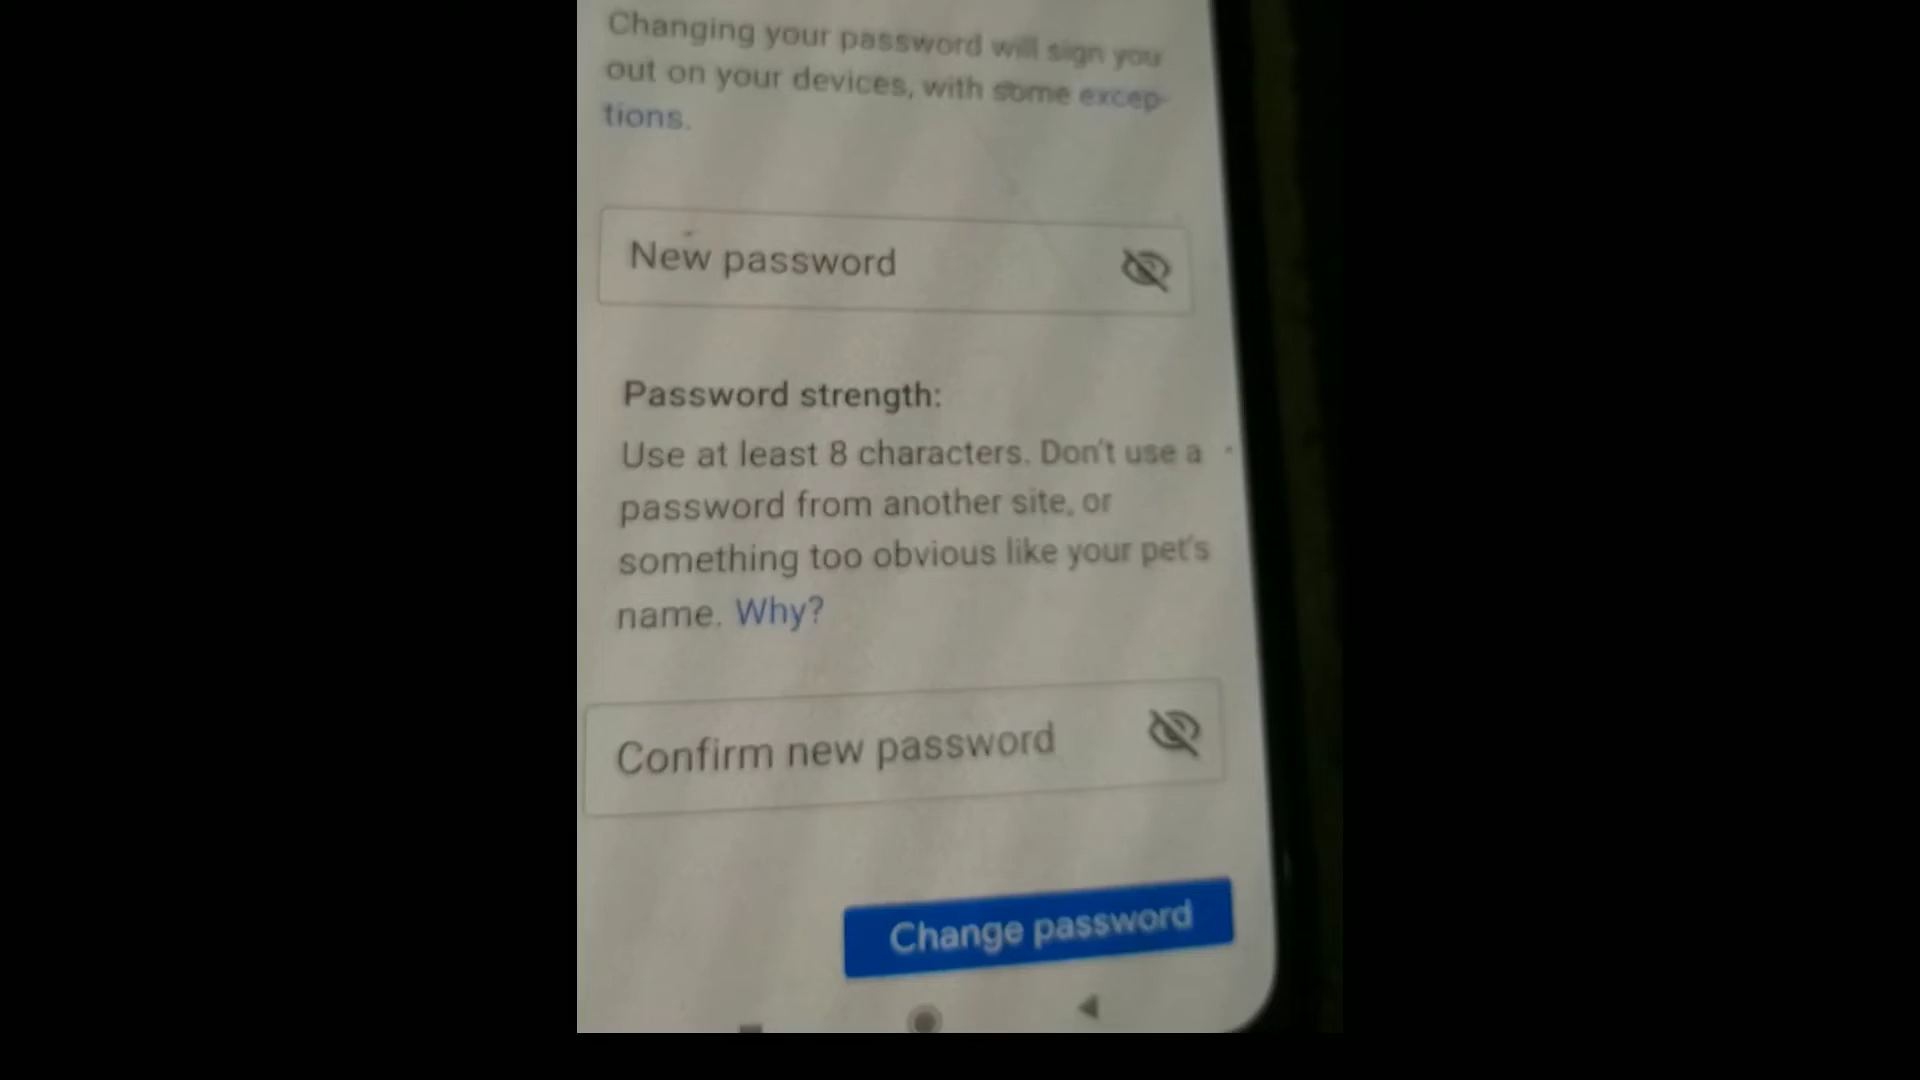 Changing your password will sign you
out on your devices, with some excep-
tions.
New password
Password strength:
Use at least 8 characters. Don't use a
password from another site, or
something too obvious like your pet's
name. Why?
Confirm new password
Change password